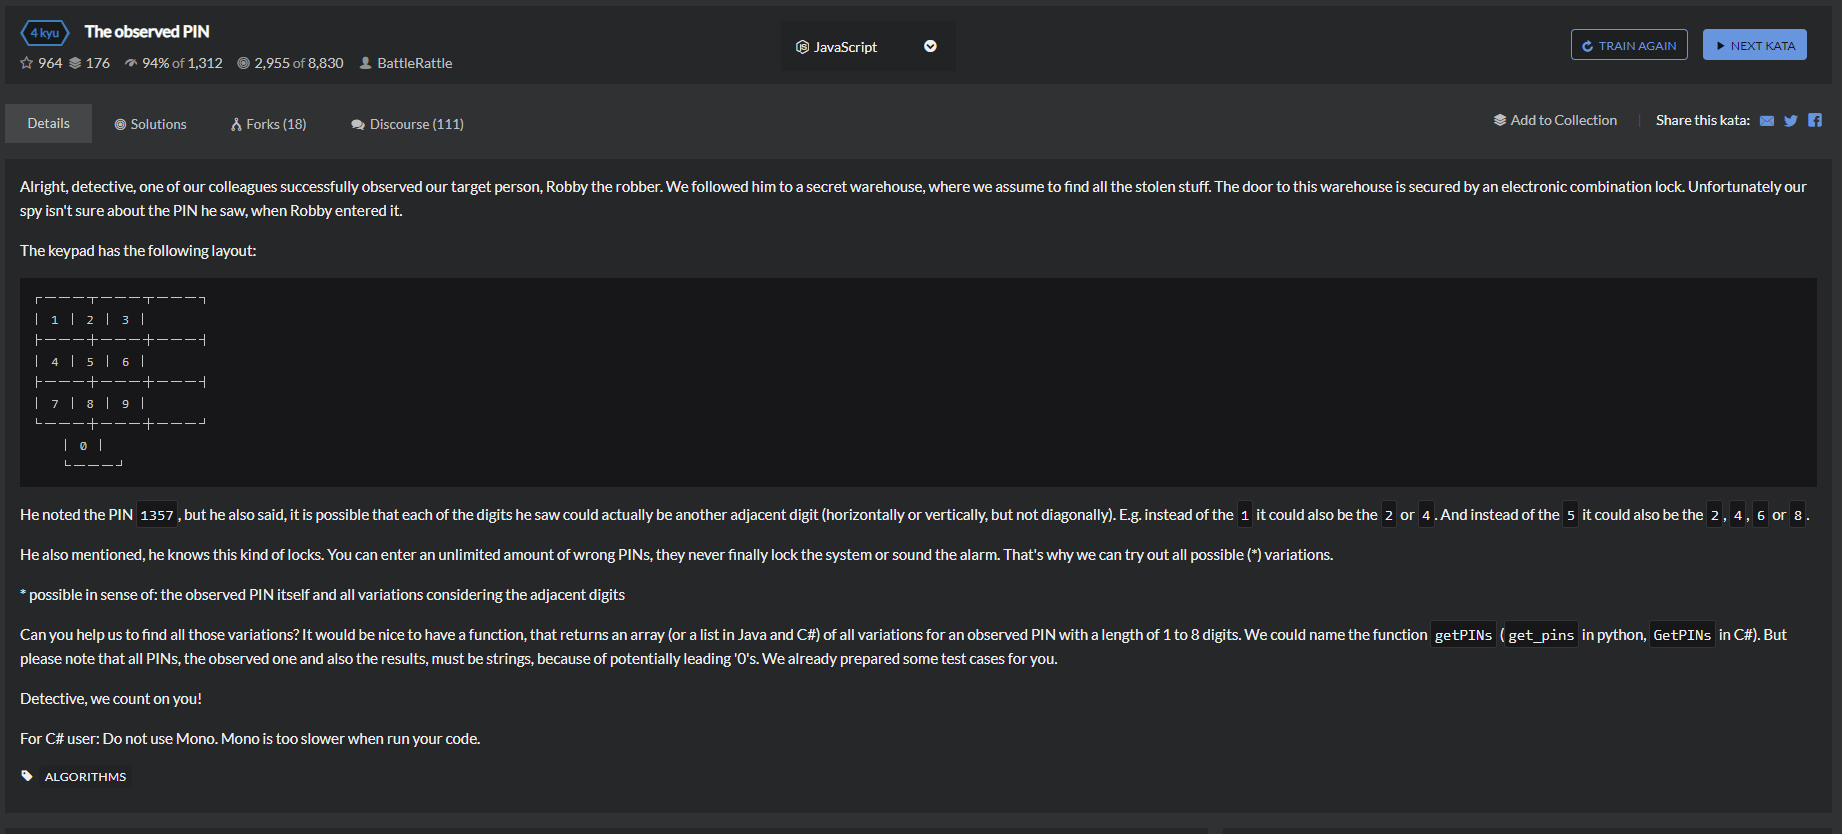 4 kyu The observed PIN
964 176 94% of 1,312 2,955 of 8,830 BattleRattle
JavaScript
TRAIN AGAIN NEXT KATA
Details Solutions Forks (18) Discourse (111)
Add to Collection | Share this kata:
Alright, detective, one of our colleagues successfully observed our target person, Robby the robber. We followed him to a secret warehouse, where we assume to find all the stolen stuff. The door to this warehouse is secured by an electronic combination lock. Unfortunately our
spy isn't sure about the PIN he saw, when Robby entered it.
The keypad has the following layout:
┌────┬────┬────┐
│ 1 │ 2 │ 3 │
├────┼────┼────┤
│ 4 │ 5 │ 6 │
├────┼────┼────┤
│ 7 │ 8 │ 9 │
└────┼────┼────┘
│ 0 │
└────┘
He noted the PIN 1357, but he also said, it is possible that each of the digits he saw could actually be another adjacent digit (horizontally or vertically, but not diagonally). E.g. instead of the 1 it could also be the 2 or 4. And instead of the 5 it could also be the 2, 4, 6 or 8.
He also mentioned, he knows this kind of locks. You can enter an unlimited amount of wrong PINs, they never finally lock the system or sound the alarm. That's why we can try out all possible (*) variations.
* possible in sense of: the observed PIN itself and all variations considering the adjacent digits
Can you help us to find all those variations? It would be nice to have a function, that returns an array (or a list in Java and C#) of all variations for an observed PIN with a length of 1 to 8 digits. We could name the function getPINs (get_pins in python, GetPINs in C#). But
please note that all PINs, the observed one and also the results, must be strings, because of potentially leading '0's. We already prepared some test cases for you.
Detective, we count on you!
For C# user: Do not use Mono. Mono is too slower when run your code.
ALGORITHMS